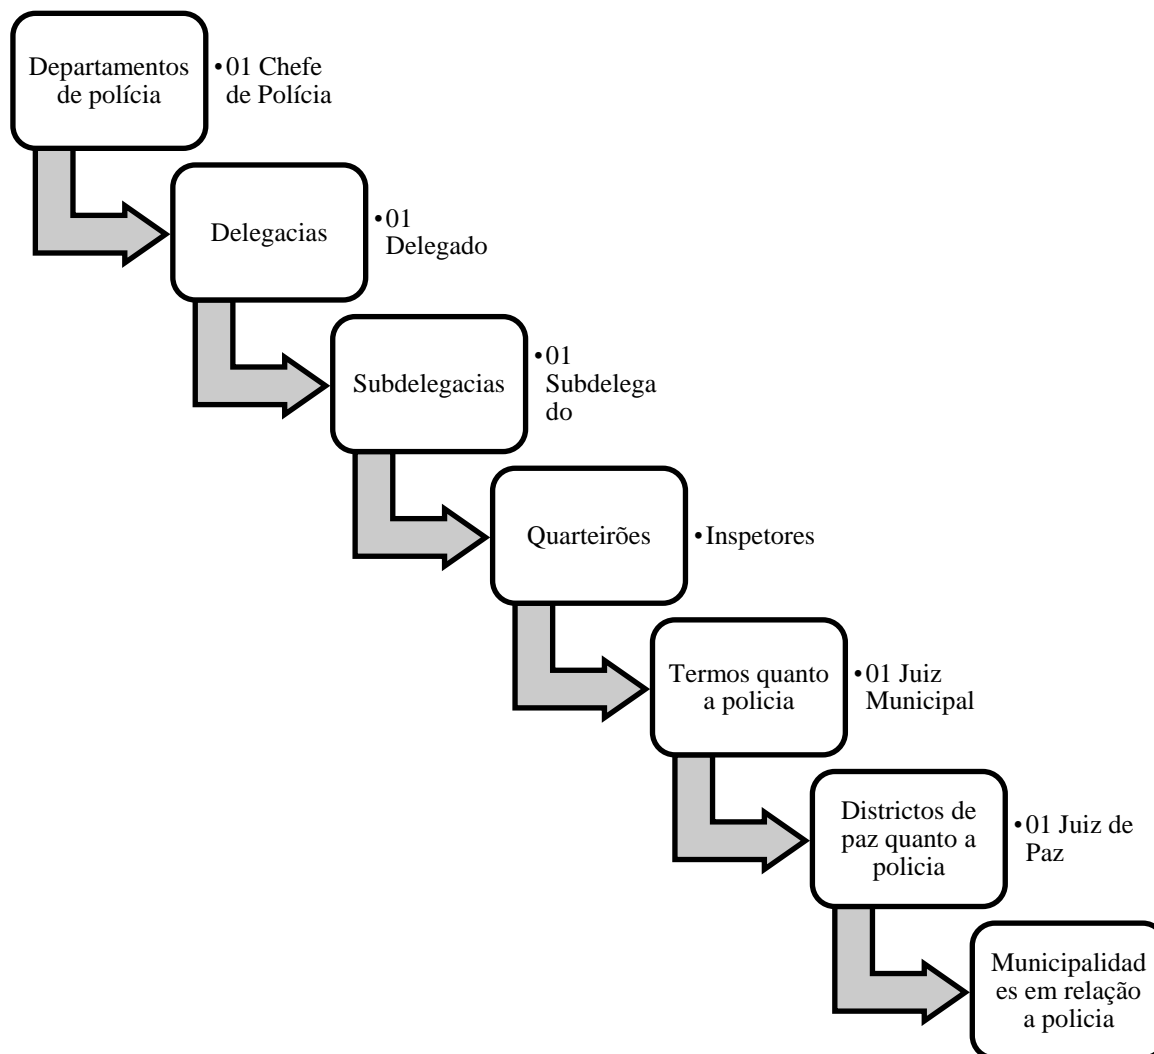 Departamentos
de polícia
•01 Chefe
de Polícia
Delegacias
•01
Delegado
Subdelegacias
•01
Subdelega
do
Quarteirões
•Inspetores
Termos quanto
a policia
•01 Juiz
Municipal
Districtos de
paz quanto a
policia
•01 Juiz de
Paz
Municipalidad
es em relação
a policia